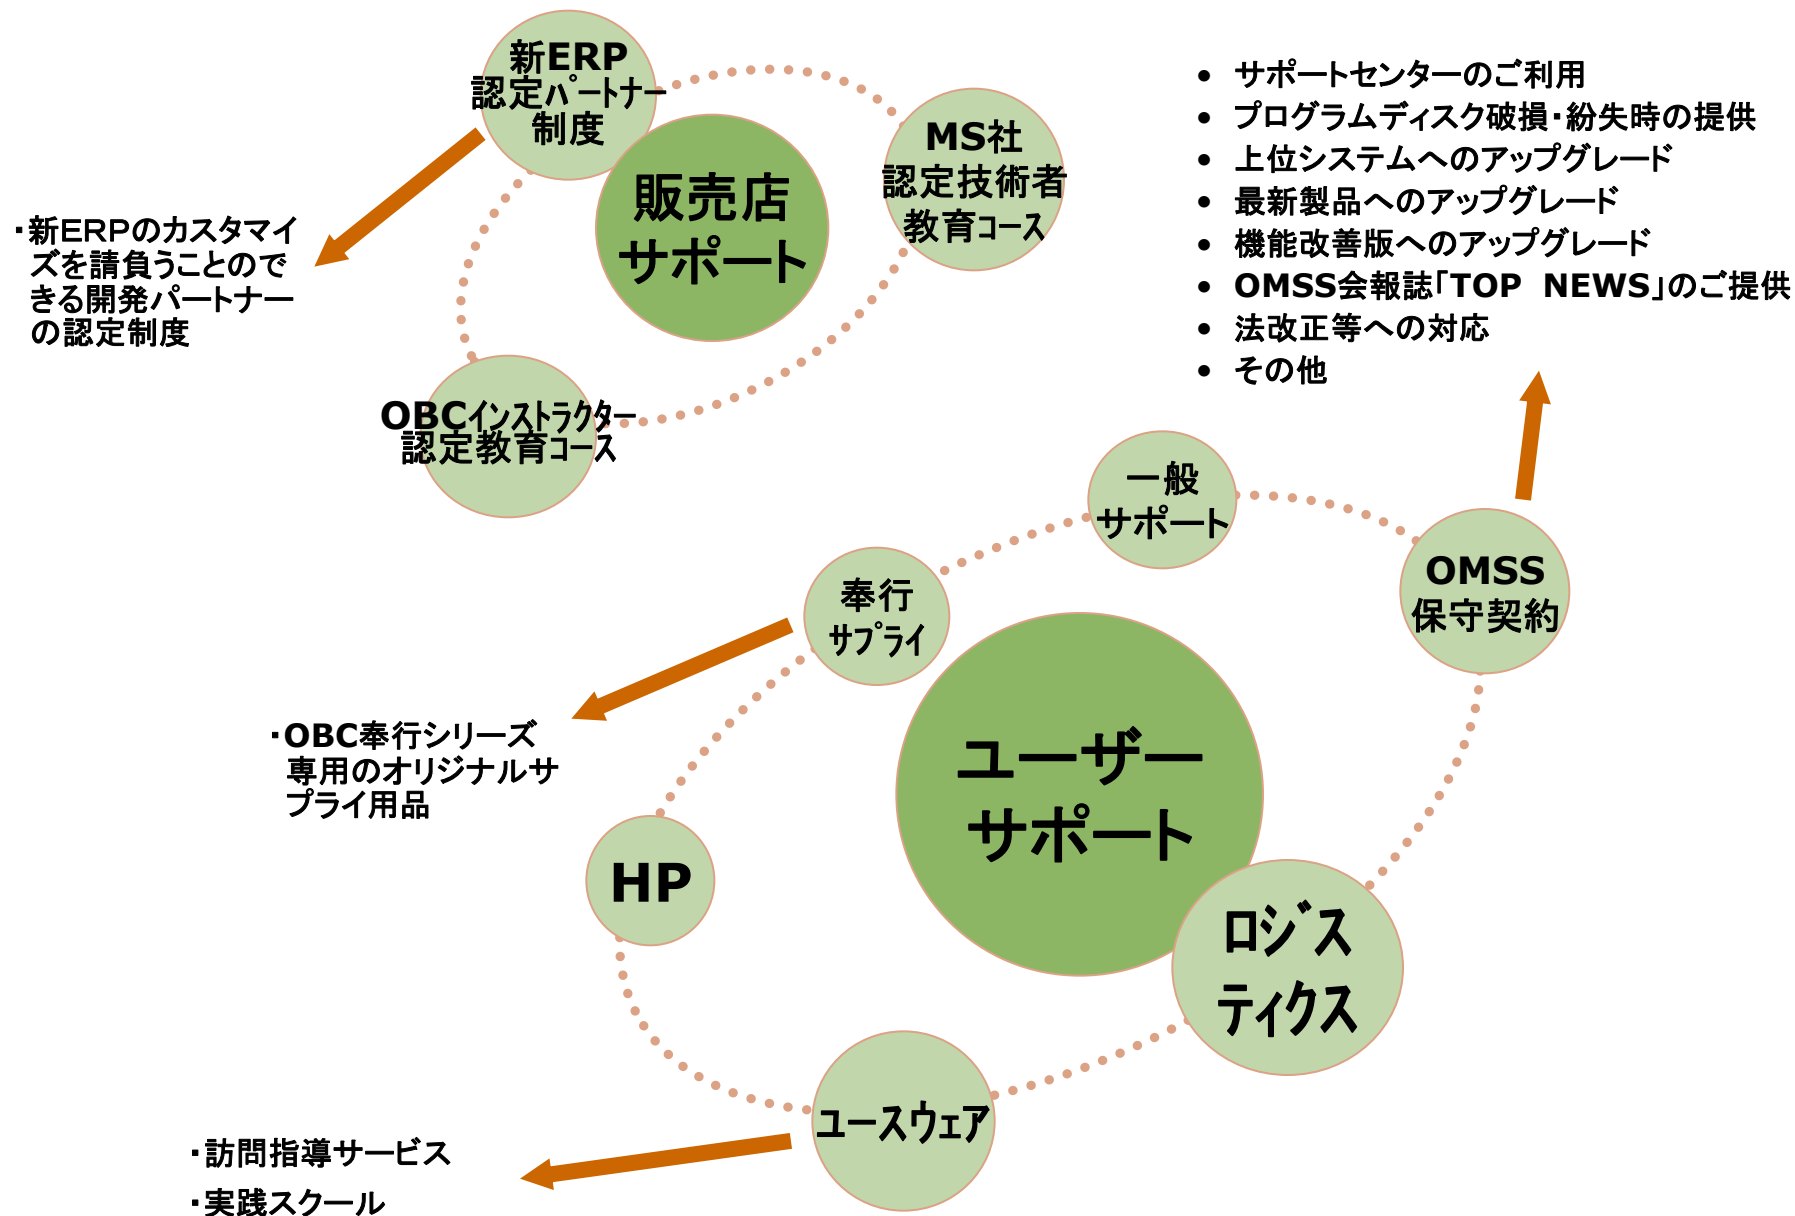 新ERP
認定ﾊﾟｰﾄﾅｰ
制度
販売店
サポート
MS社
認定技術者
教育ｺｰｽ
OBCｲﾝｽﾄﾗｸﾀｰ
認定教育ｺｰｽ
・新ＥＲＰのカスタマイ
ズを請負うことので
きる開発パートナー
の認定制度
• サポートセンターのご利用
• プログラムディスク破損・紛失時の提供
• 上位システムへのアップグレード
• 最新製品へのアップグレード
• 機能改善版へのアップグレード
• OMSS会報誌「TOP　NEWS」のご提供
• 法改正等への対応
• その他
一般
サポート
OMSS
保守契約
奉行
ｻﾌﾟﾗｲ
・OBC奉行シリーズ
専用のオリジナルサ
プライ用品
ユーザー
サポート
HP
ﾛｼﾞｽ
ﾃｨｸｽ
ﾕｰｽｳｪｱ
・訪問指導サービス
・実践スクール